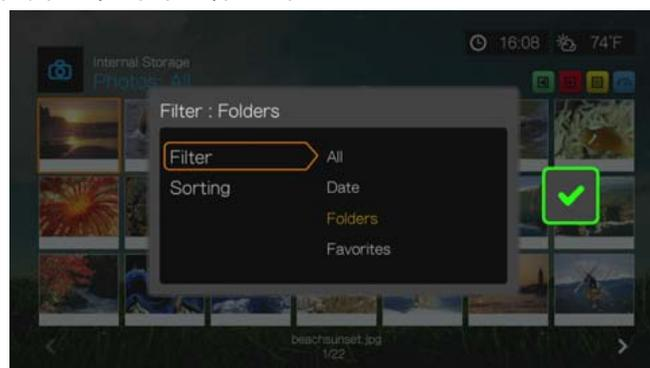 16:08 74°F
Internal Storage
Photos: All
Filter : Folders
Filter
All
Sorting
Date
Folders
Favorites
beachsunset.jpg
1/22